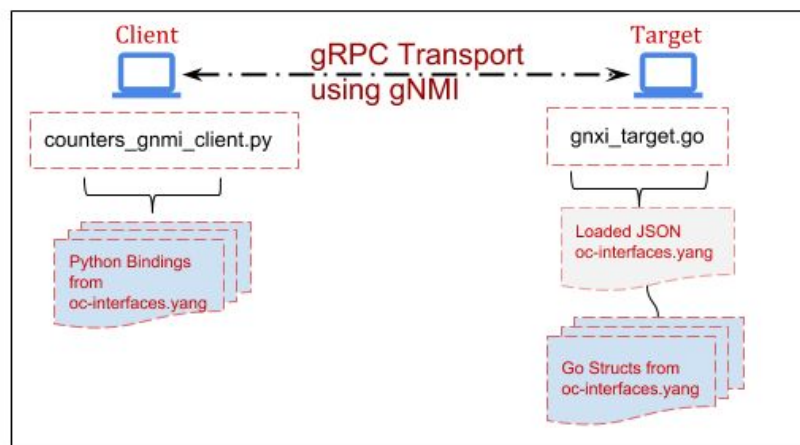 Client
Target
gRPC Transport
using gNMI
counters_gnmi_client.py
gnxi_target.go
Loaded JSON
oc-interfaces.yang
Python Bindings
from
oc-interfaces.yang
Go Structs from
oc-interfaces.yang